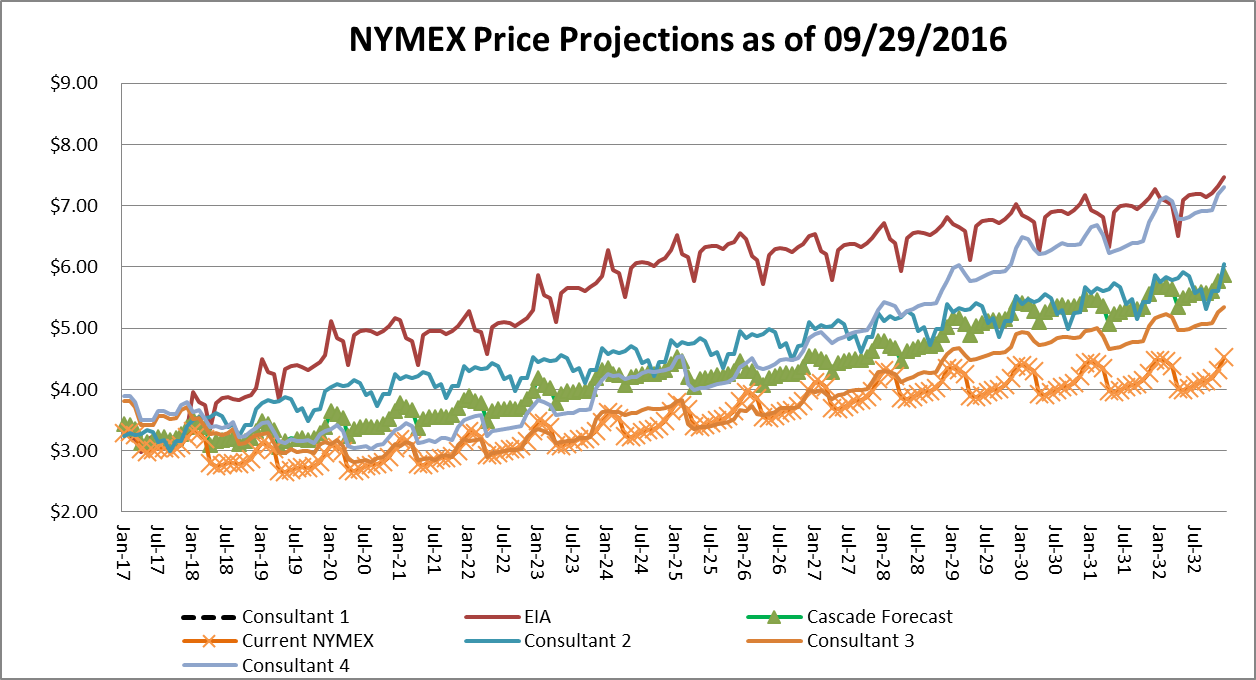 NYMEX Price Projections as of 09/29/2016
$9.00
$8.00
$7.00
$6.00
$5.00
$4.00
$3.00
$2.00
Jan-17
Jul-17
Jan-18
Jul-18
Jan-19
Jul-19
Jan-20
Jul-20
Jan-21
Jul-21
Jan-22
Jul-22
Jan-23
Jul-23
Jan-24
Jul-24
Jan-25
Jul-25
Jan-26
Jul-26
Jan-27
Jul-27
Jan-28
Jul-28
Jan-29
Jul-29
Jan-30
Jul-30
Jan-31
Jul-31
Jan-32
Jul-32
Consultant 1
EIA
Cascade Forecast
Current NYMEX
Consultant 2
Consultant 3
Consultant 4